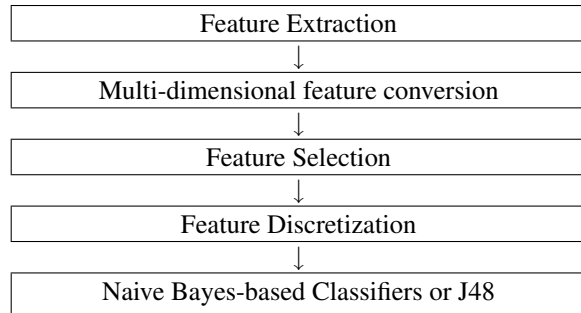 Feature Extraction
↓
Multi-dimensional feature conversion
↓
Feature Selection
↓
Feature Discretization
↓
Naive Bayes-based Classifiers or J48